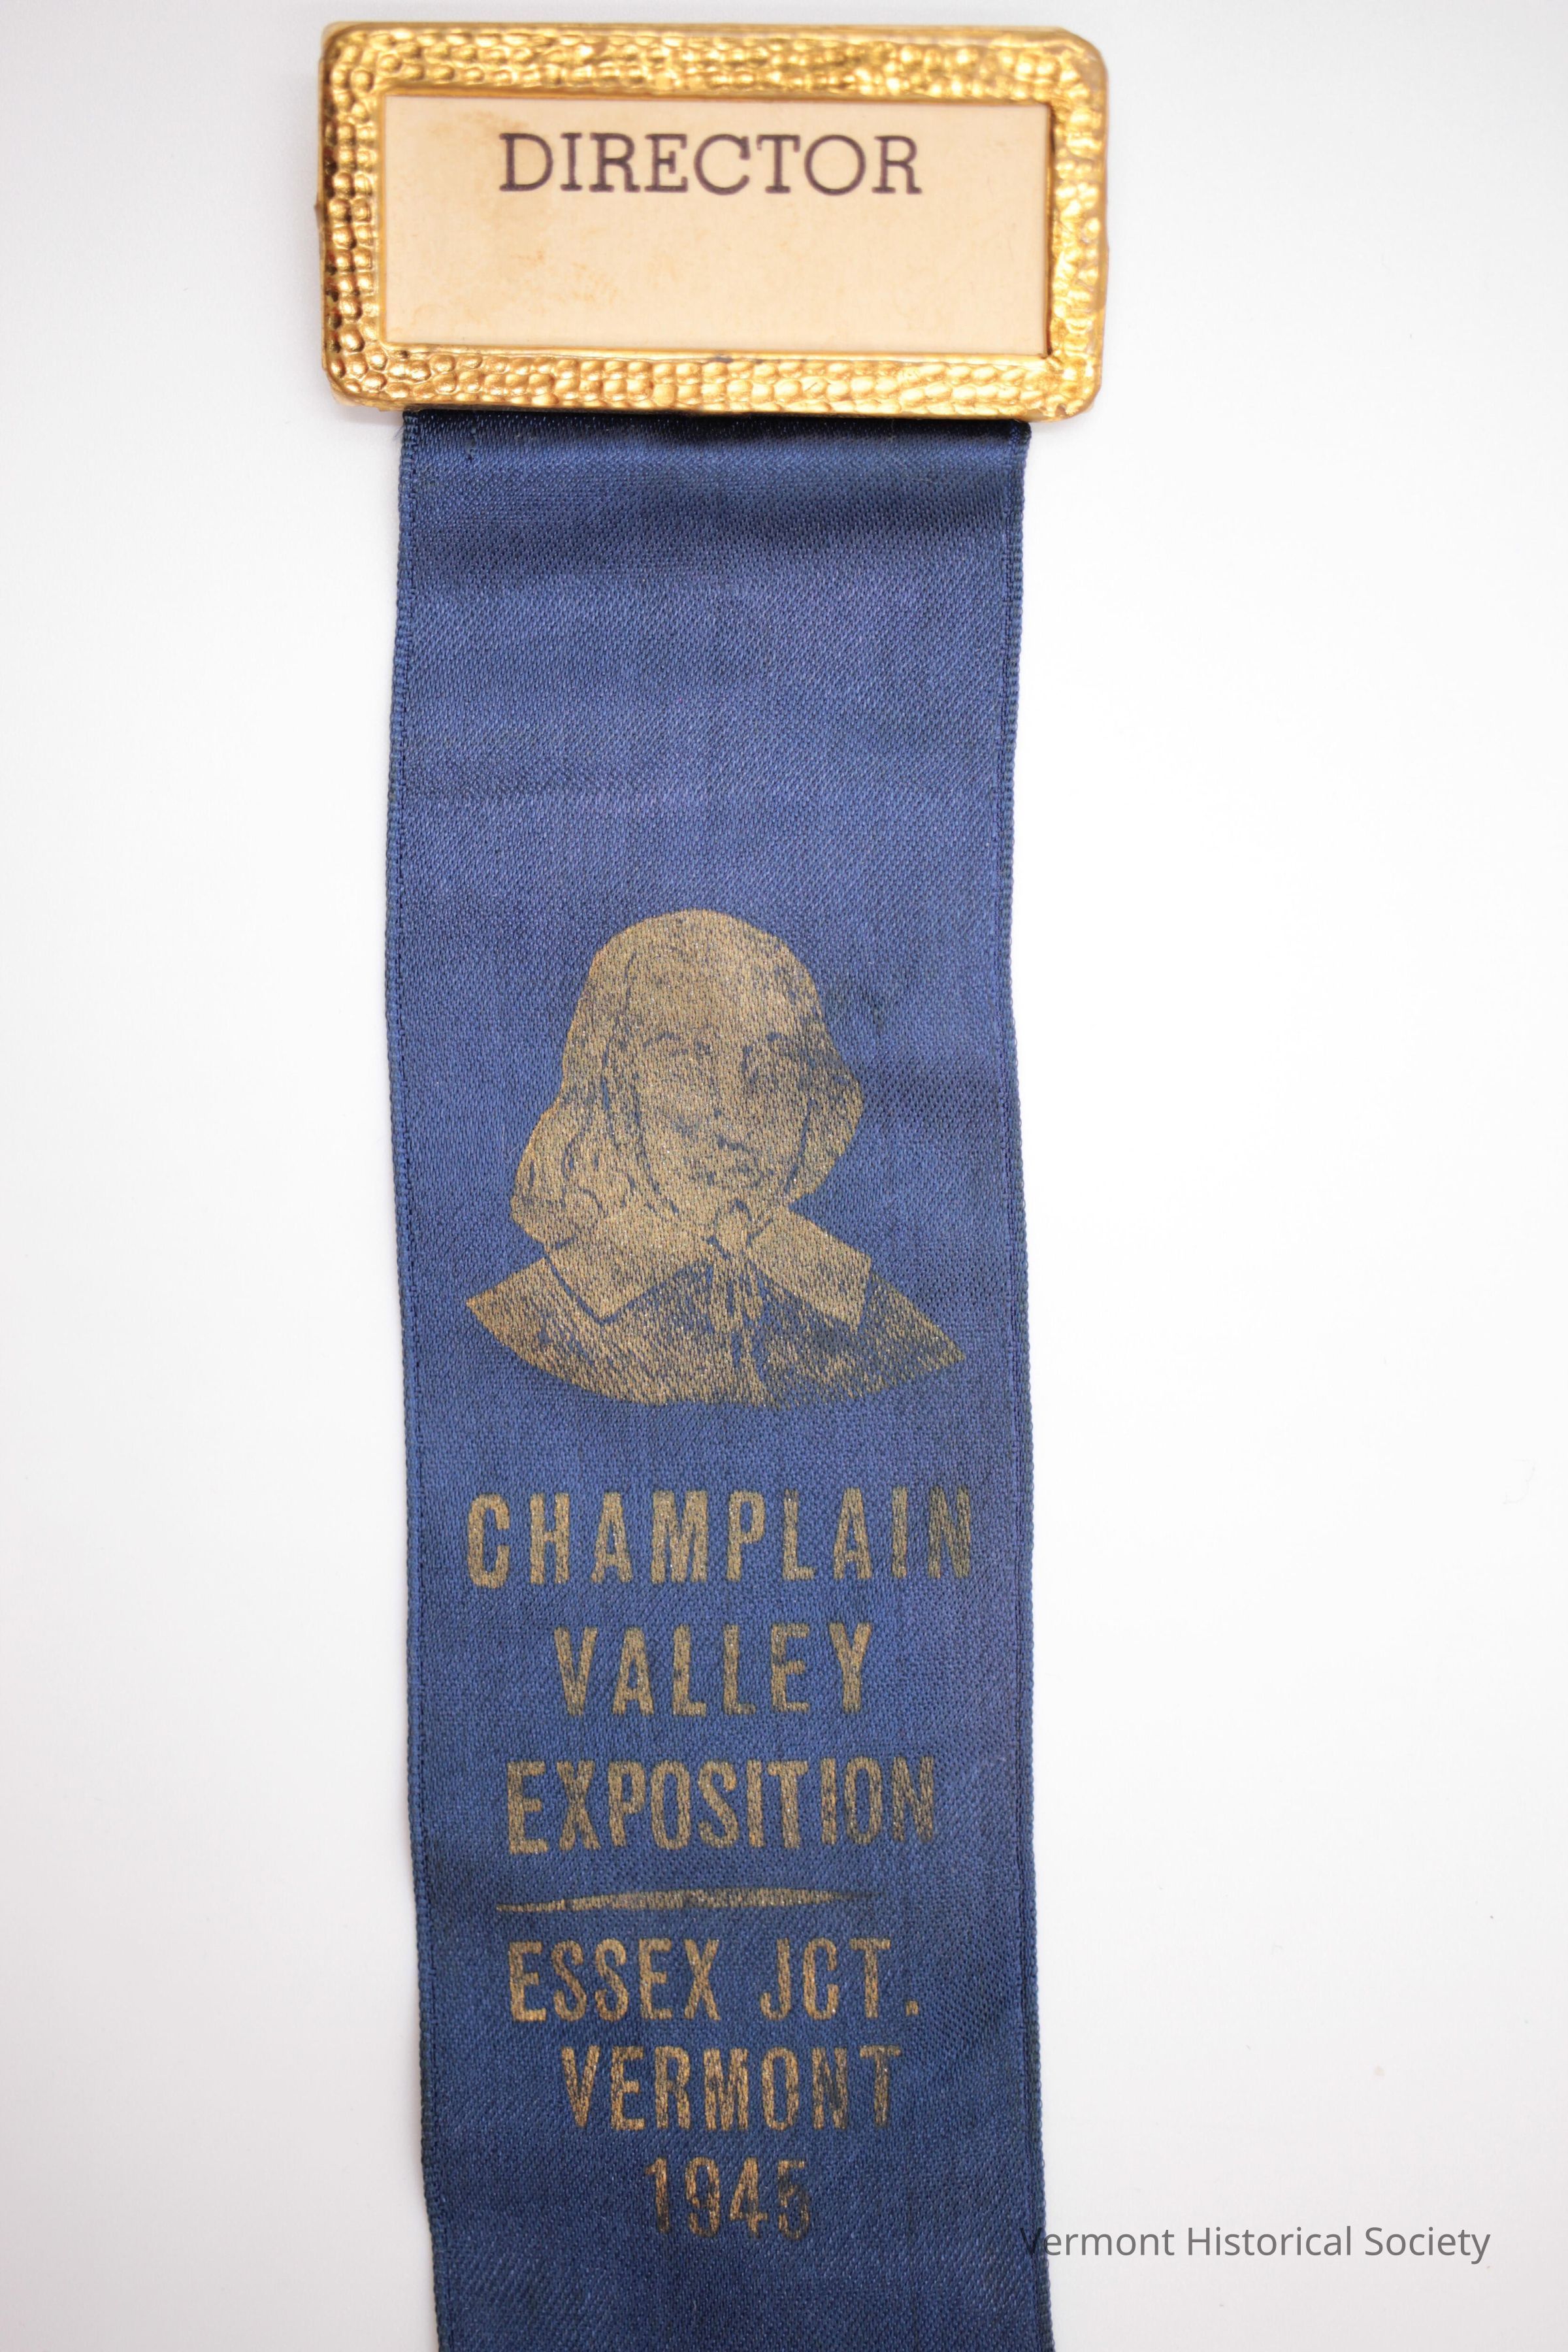 DIRECTOR
CHAMPLAIN
VALLEY
EXPOSITION
ESSEX JCT.
VERMONT
1945
Vermont Historical Society